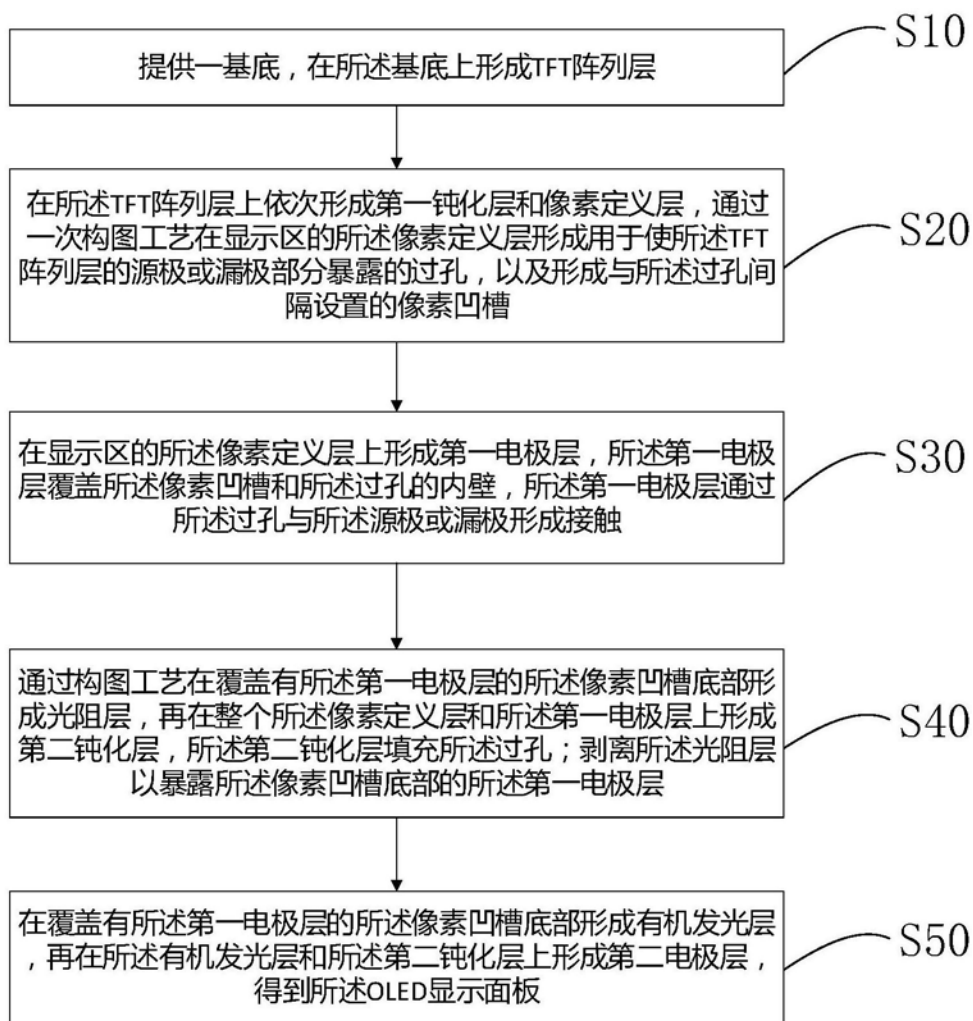 S10
提供一基底，在所述基底上形成TFT阵列层
在所述TFT阵列层上依次形成第一钝化层和像素定义层，通过
一次构图工艺在显示区的所述像素定义层形成用于使所述TFT
阵列层的源极或漏极部分暴露的过孔，以及形成与所述过孔间
隔设置的像素凹槽
S20
在显示区的所述像素定义层上形成第一电极层，所述第一电极
层覆盖所述像素凹槽和所述过孔的内壁，所述第一电极层通过
所述过孔与所述源极或漏极形成接触
S30
通过构图工艺在覆盖有所述第一电极层的所述像素凹槽底部形
成光阻层，再在整个所述像素定义层和所述第一电极层上形成
第二钝化层，所述第二钝化层填充所述过孔；剥离所述光阻层
以暴露所述像素凹槽底部的所述第一电极层
S40
在覆盖有所述第一电极层的所述像素凹槽底部形成有机发光层
，再在所述有机发光层和所述第二钝化层上形成第二电极层，
得到所述OLED显示面板
S50